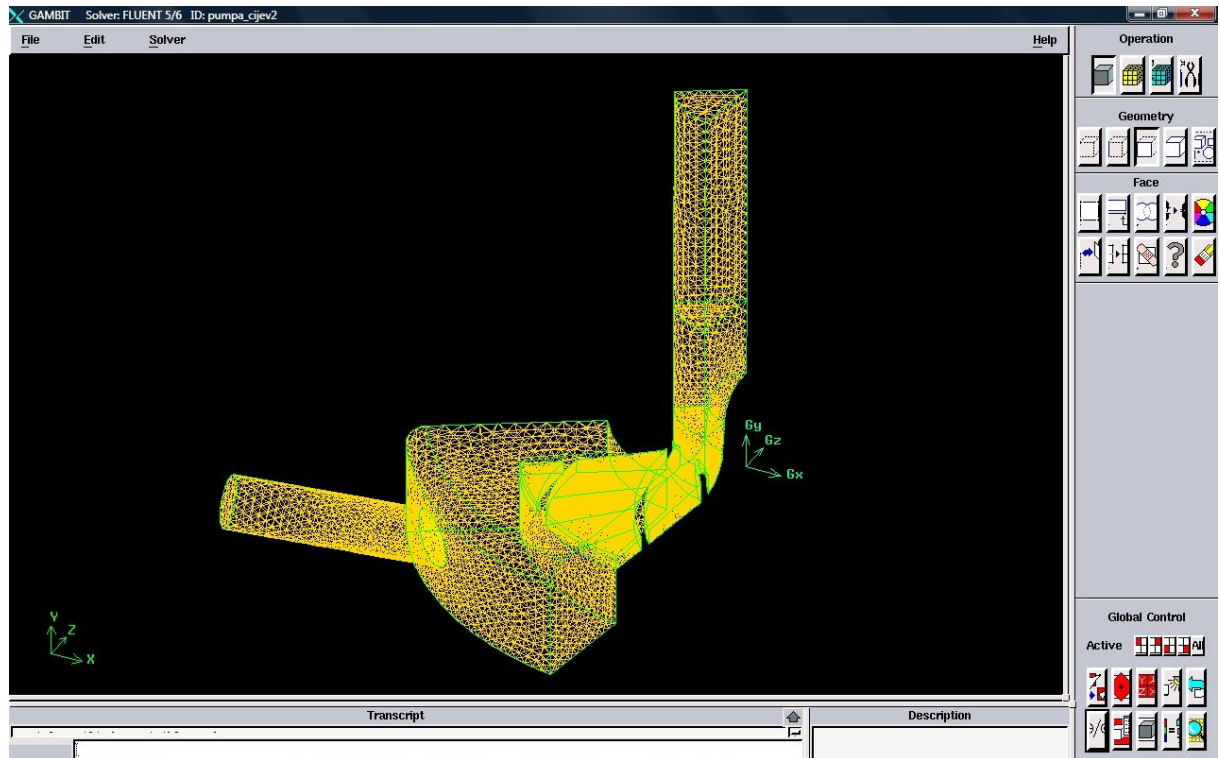 GAMBIT Solver: FLUENT 5/6 ID: pumpa_cijev2
File Edit Solver Help
Operation
Geometry
Face
Gy
Gz
Gx
Y
Z
X
Global Control
Active All
Transcript Description